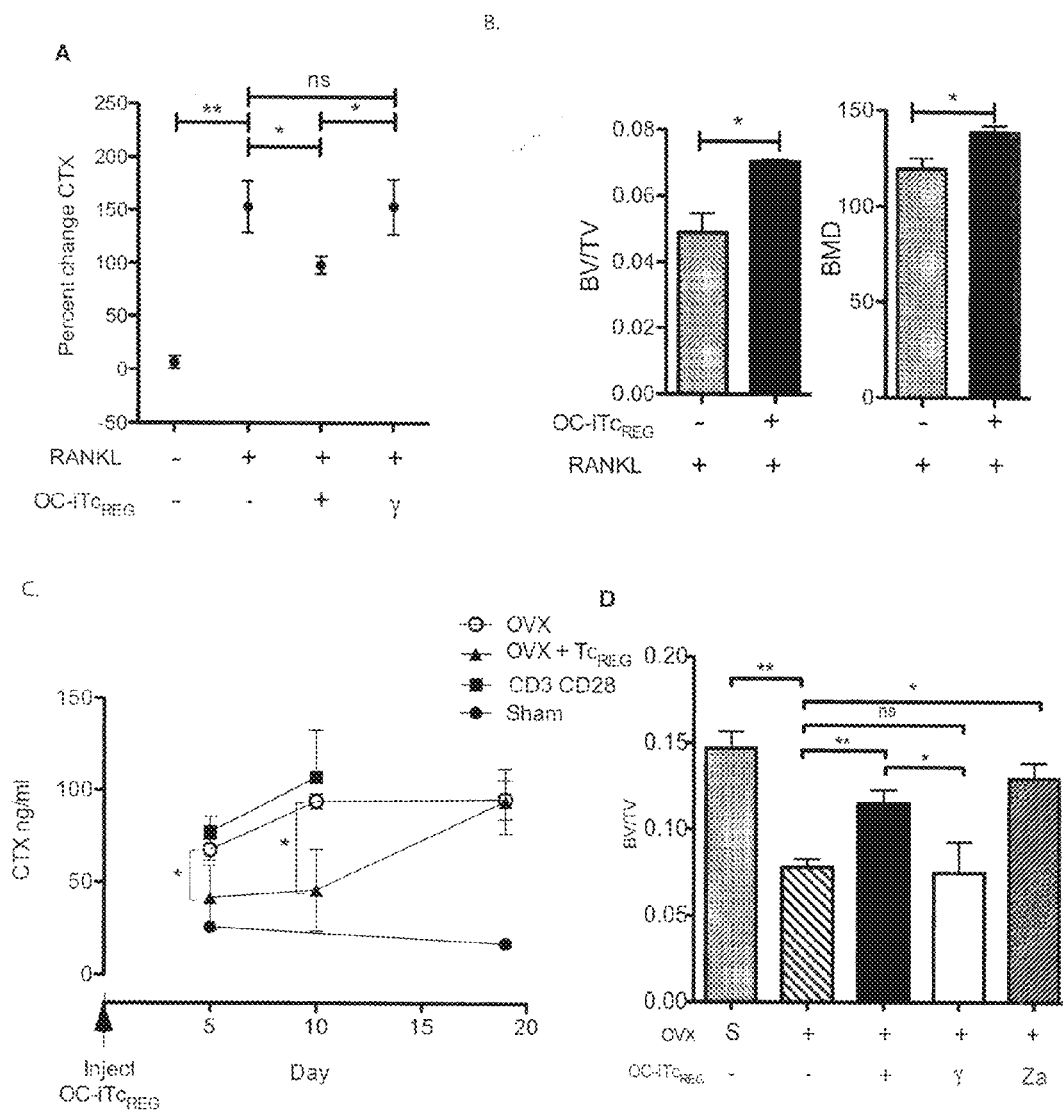 B.
A
ns
**
*
*
250
200
150
100
50
0
-50
Percent change CTX
RANKL - + + +
OC-iTcREG - - + γ
*
0.08
0.06
0.04
0.02
0.00
BV/TV
*
150
100
50
0
BMD
OC-iTcREG - + - +
RANKL + + + +
C.
OVX
OVX + TcREG
CD3 CD28
Sham
150
100
50
0
CTX ng/ml
*
*
5 10 15 20
Day
Inject
OC-iTcREG
D
0.20
0.15
0.10
0.05
0.00
BV/TV
**
*
ns
**
*
OVX S + + + +
OC-iTcREG - - + γ Za